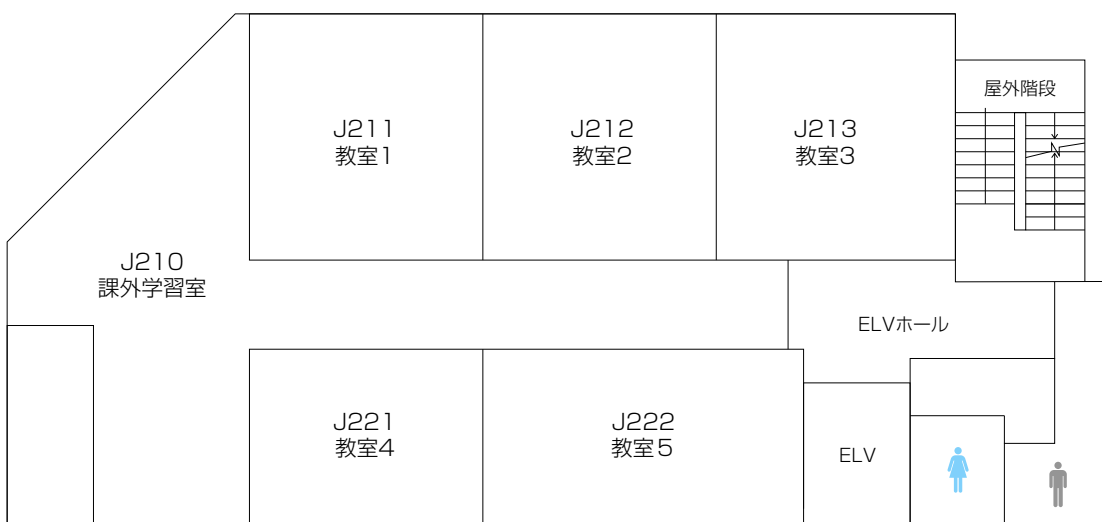 J211
教室1
J212
教室2
J213
教室3
屋外階段
N
J210
課外学習室
ELVホール
J221
教室4
J222
教室5
ELV